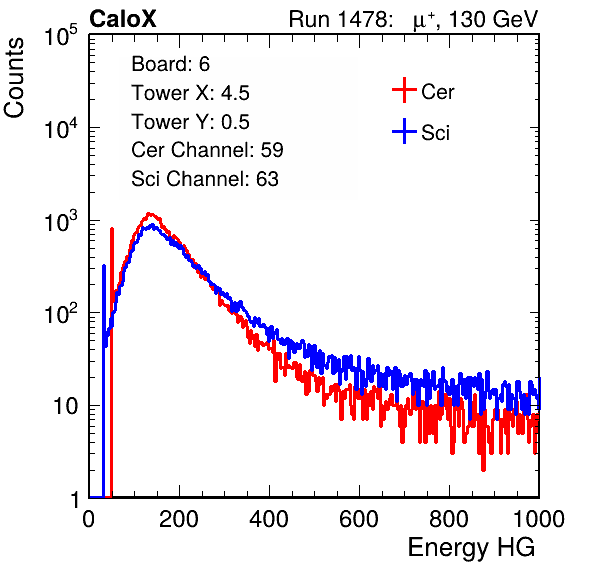 CaloX Run 1478: μ⁺, 130 GeV
Counts
Board: 6
Tower X: 4.5
Tower Y: 0.5
Cer Channel: 59
Sci Channel: 63
Cer
Sci
10⁵
10⁴
10³
10²
10
1
0 200 400 600 800 1000
Energy HG